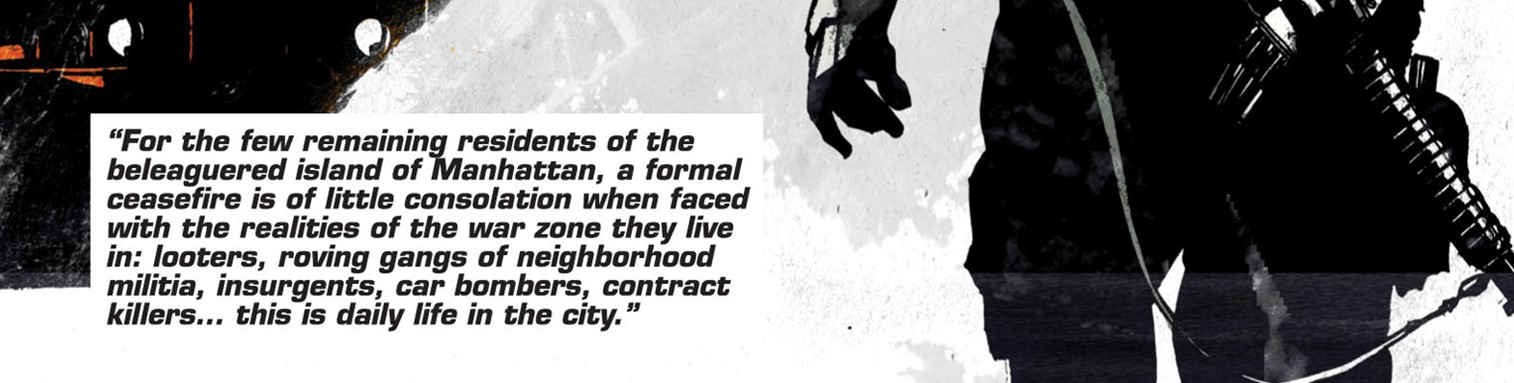 “For the few remaining residents of the
beleaguered island of Manhattan, a formal
ceasefire is of little consolation when faced
with the realities of the war zone they live
in: looters, roving gangs of neighborhood
militia, insurgents, car bombers, contract
killers... this is daily life in the city.”